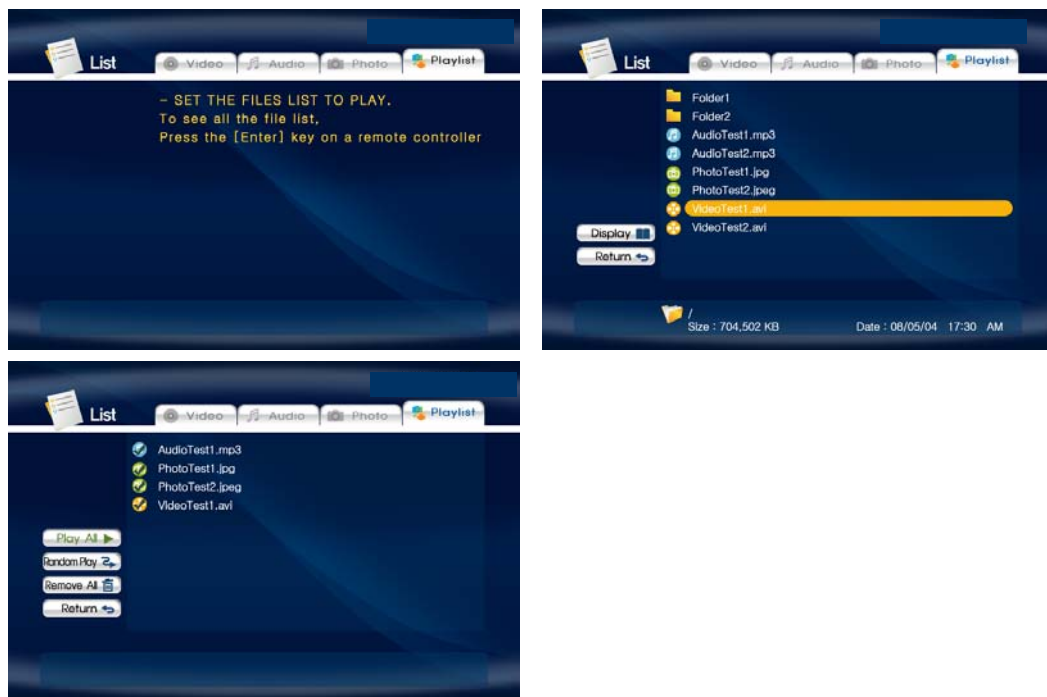 List
Video
Audio
Photo
Playlist
- SET THE FILES LIST TO PLAY.
To see all the file list,
Press the [Enter] key on a remote controller
List
Video
Audio
Photo
Playlist
Folder1
Folder2
AudioTest1.mp3
AudioTest2.mp3
PhotoTest1.jpg
PhotoTest2.jpeg
VideoTest1.avi
VideoTest2.avi
Display
Return
/
Size : 704,502 KB
Date : 08/05/04 17:30 AM
List
Video
Audio
Photo
Playlist
AudioTest1.mp3
PhotoTest1.jpg
PhotoTest2.jpeg
VideoTest1.avi
Play All
Random Play
Remove All
Return